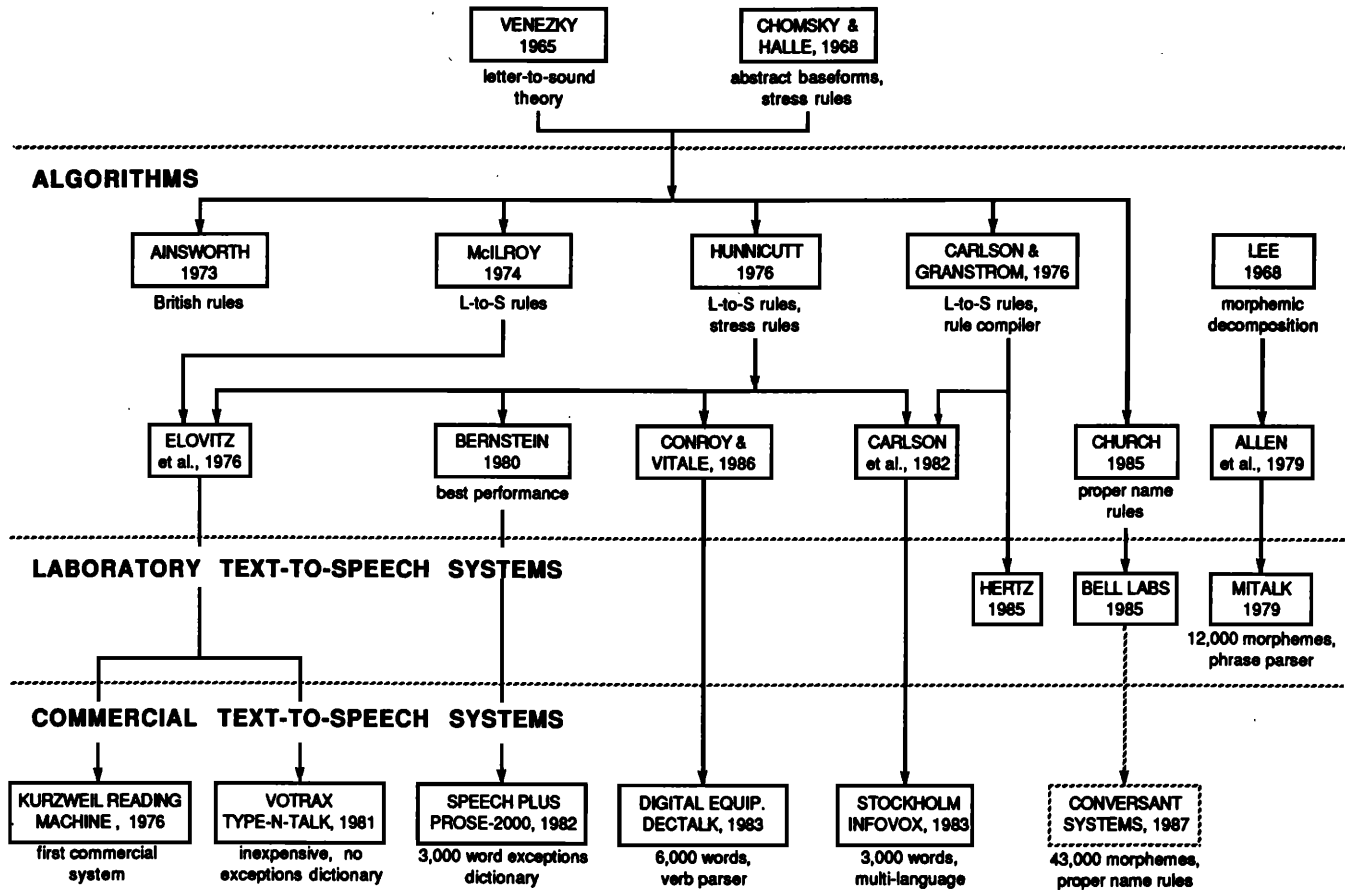 VENEZKY
1965
letter-to-sound
theory
CHOMSKY &
HALLE, 1968
abstract baseforms,
stress rules
ALGORITHMS
AINSWORTH
1973
British rules
McILROY
1974
L-to-S rules
HUNNICUTT
1976
L-to-S rules,
stress rules
CARLSON &
GRANSTROM, 1976
L-to-S rules,
rule compiler
LEE
1968
morphemic
decomposition
ELOVITZ
et al., 1976
BERNSTEIN
1980
best performance
CONROY &
VITALE, 1986
CARLSON
et al., 1982
CHURCH
1985
proper name
rules
ALLEN
et al., 1979
LABORATORY TEXT-TO-SPEECH SYSTEMS
HERTZ
1985
BELL LABS
1985
MITALK
1979
12,000 morphemes,
phrase parser
COMMERCIAL TEXT-TO-SPEECH SYSTEMS
KURZWEIL READING
MACHINE , 1976
first commercial
system
VOTRAX
TYPE-N-TALK, 1981
inexpensive, no
exceptions dictionary
SPEECH PLUS
PROSE-2000, 1982
3,000 word exceptions
dictionary
DIGITAL EQUIP.
DECTALK, 1983
6,000 words,
verb parser
STOCKHOLM
INFOVOX, 1983
3,000 words,
multi-language
CONVERSANT
SYSTEMS, 1987
43,000 morphemes,
proper name rules